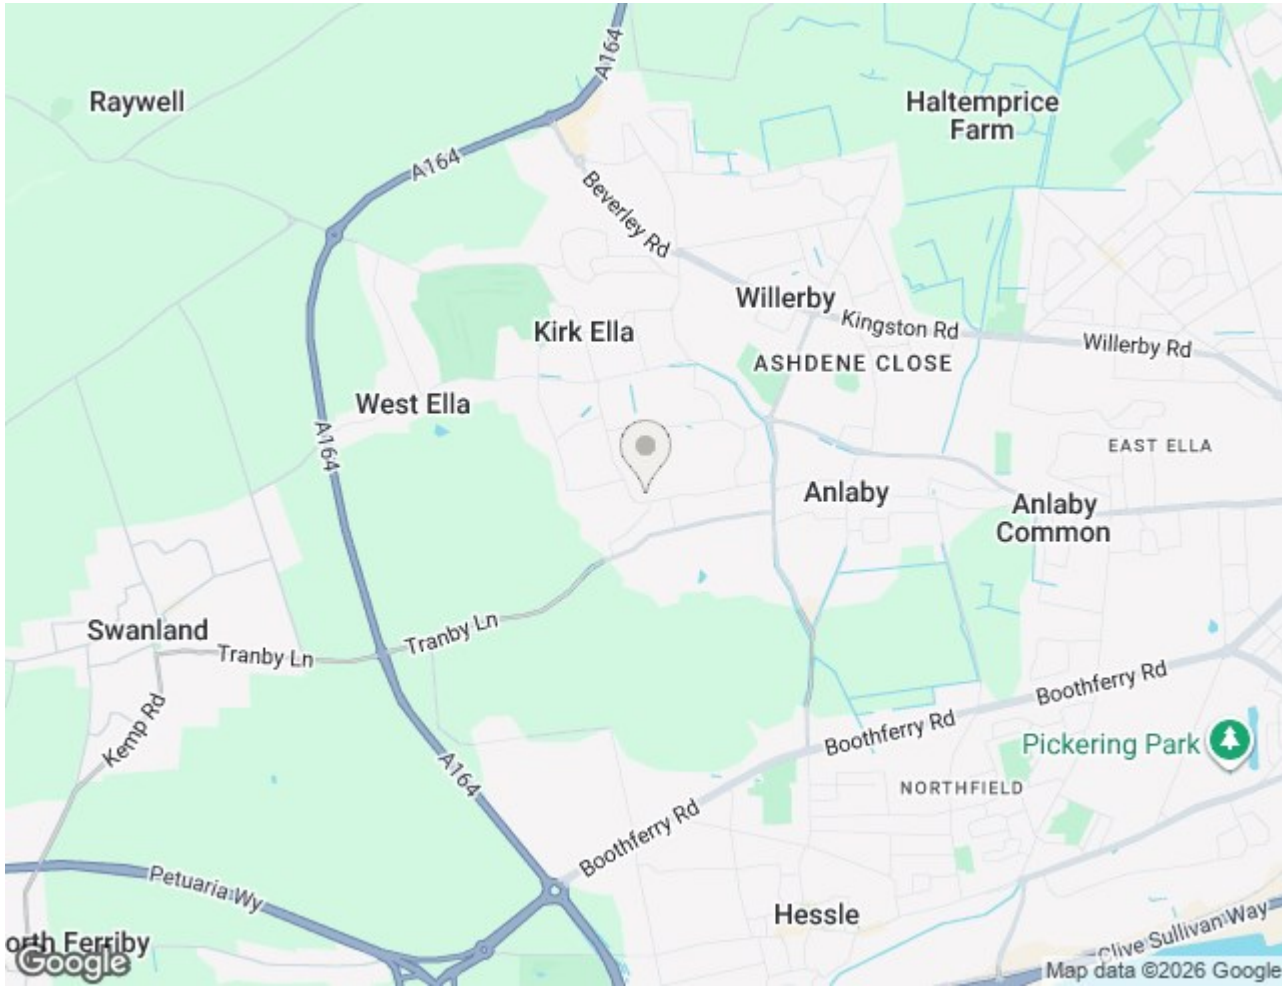 A164
Raywell
Haltemprice
Farm
A164
Beverley Rd
Willerby
Kingston Rd
Kirk Ella
Willerby Rd
ASHDENE CLOSE
West Ella
A164
EAST ELLA
Anlaby
Anlaby
Common
Swanland
Tranby Ln
Tranby Ln
Kemp Rd
Boothferry Rd
Boothferry Rd
Pickering Park
A164
NORTHFIELD
Boothferry Rd
Petuaria Wy
Hessle
orth Ferriby
Clive Sullivan Way
Google
Map data ©2026 Google